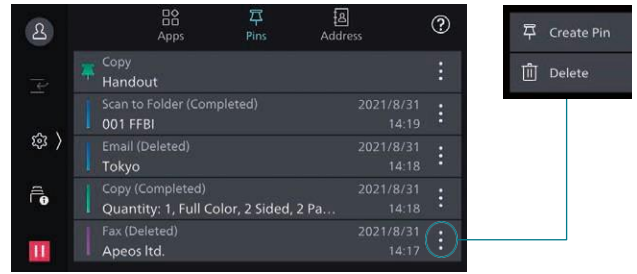 Apps
Pins
Address
Copy
Handout
Scan to Folder (Completed) 2021/8/31
001 FFBI 14:19
Email (Deleted) 2021/8/31
Tokyo 14:18
Copy (Completed) 2021/8/31
Quantity: 1, Full Color, 2 Sided, 2 Pa... 14:18
Fax (Deleted) 2021/8/31
Apeos ltd. 14:17
Create Pin
Delete